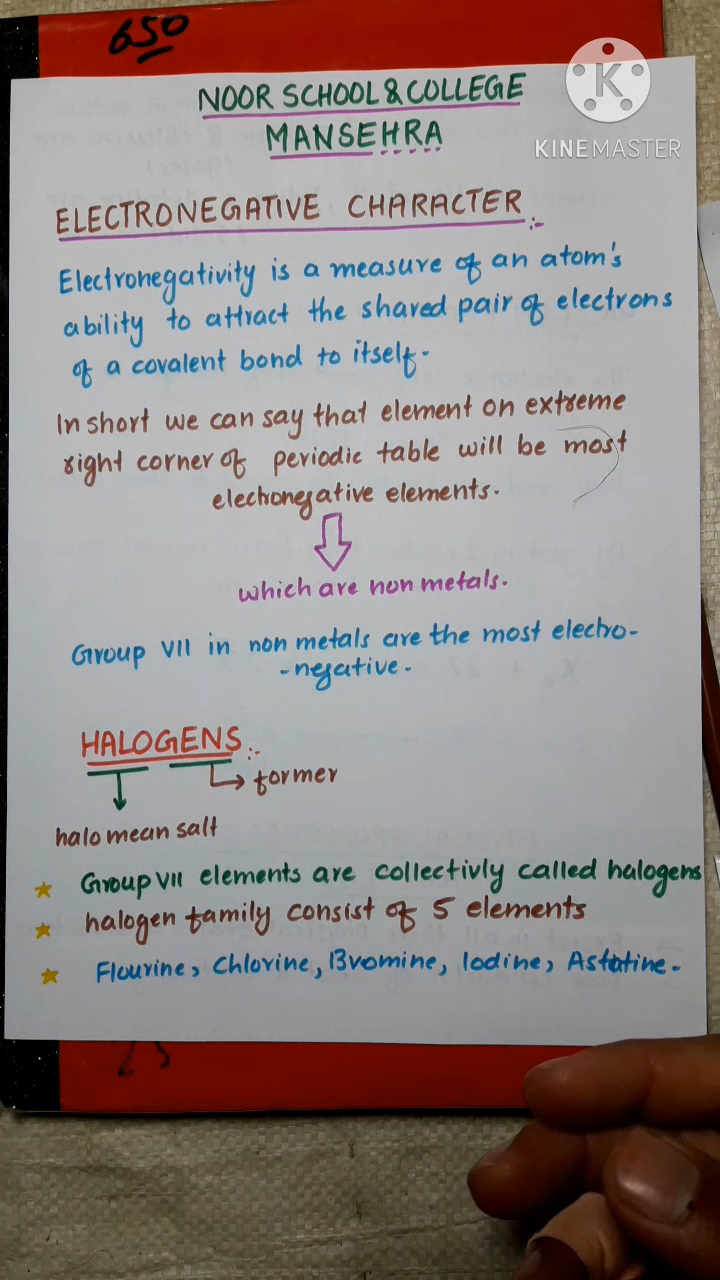 650
K
KINEMASTER
NOOR SCHOOL & COLLEGE
MANSEHRA
ELECTRONEGATIVE CHARACTER :-
Electronegativity is a measure of an atom's
ability to attract the shared pair of electrons
of a covalent bond to itself.
In short we can say that element on extreme
right corner of periodic table will be most
electronegative elements.
which are non metals.
Group VII in non metals are the most electro-
-negative.
HALOGENS :-
former
halo mean salt
Group VII elements are collectivly called halogens
halogen family consist of 5 elements
Flourine, Chlorine, Bromine, Iodine, Astatine.